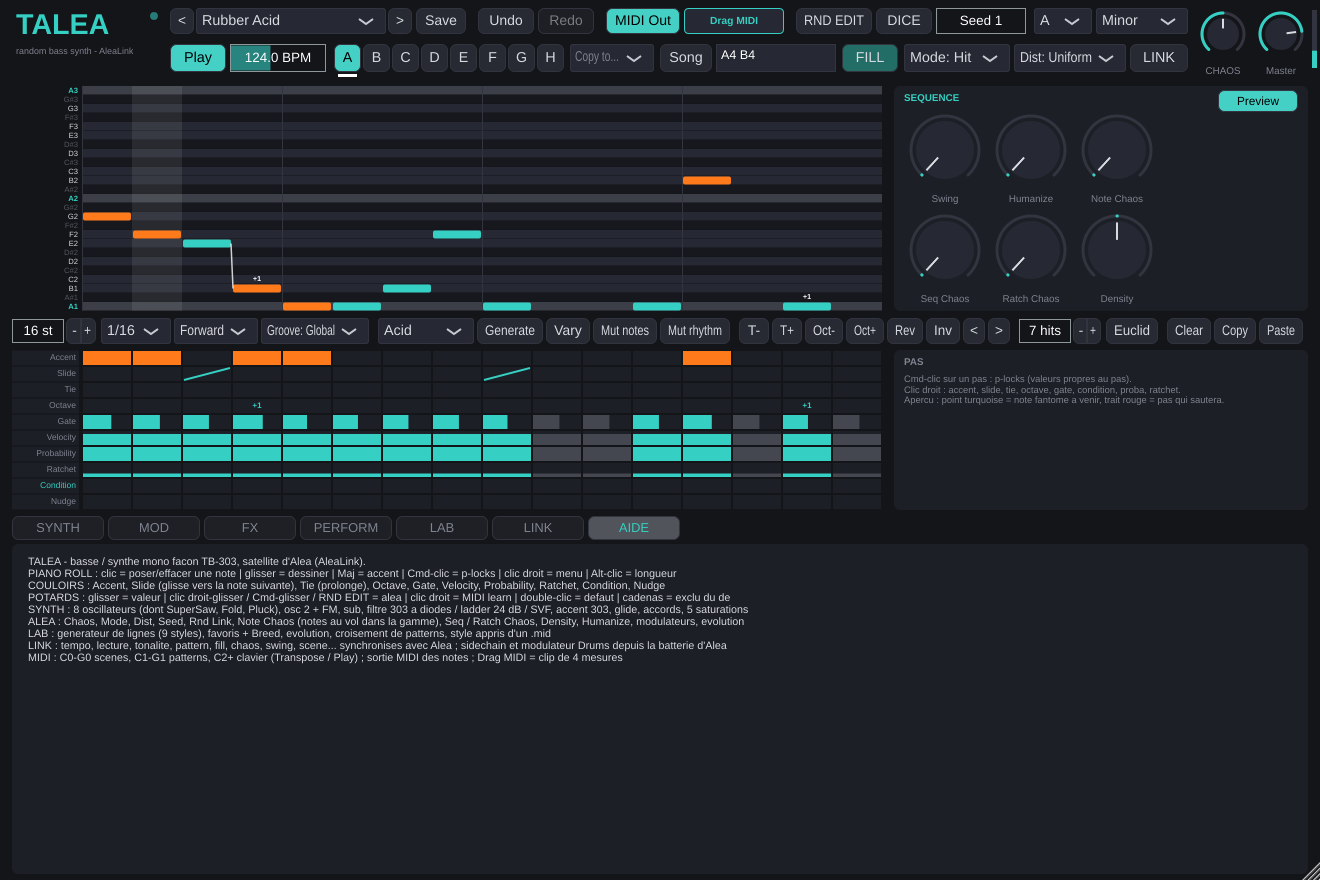 TALEA
random bass synth - AleaLink
< Rubber Acid > Save Undo Redo MIDI Out Drag MIDI RND EDIT DICE Seed 1 A Minor
Play 124.0 BPM A B C D E F G H Copy to... Song A4 B4 FILL Mode: Hit Dist: Uniform LINK
CHAOS Master
A3
G#3
G3
F#3
F3
E3
D#3
D3
C#3
C3
B2
A#2
A2
G#2
G2
F#2
F2
E2
D#2
D2
C#2
C2
B1
A#1
A1
+1
+1
SEQUENCE Preview
Swing Humanize Note Chaos
Seq Chaos Ratch Chaos Density
16 st - + 1/16 Forward Groove: Global Acid Generate Vary Mut notes Mut rhythm T- T+ Oct- Oct+ Rev Inv < > 7 hits - + Euclid Clear Copy Paste
Accent
Slide
Tie
Octave +1 +1
Gate
Velocity
Probability
Ratchet
Condition
Nudge
PAS
Cmd-clic sur un pas : p-locks (valeurs propres au pas).
Clic droit : accent, slide, tie, octave, gate, condition, proba, ratchet.
Apercu : point turquoise = note fantome a venir, trait rouge = pas qui sautera.
SYNTH MOD FX PERFORM LAB LINK AIDE
TALEA - basse / synthe mono facon TB-303, satellite d'Alea (AleaLink).
PIANO ROLL : clic = poser/effacer une note | glisser = dessiner | Maj = accent | Cmd-clic = p-locks | clic droit = menu | Alt-clic = longueur
COULOIRS : Accent, Slide (glisse vers la note suivante), Tie (prolonge), Octave, Gate, Velocity, Probability, Ratchet, Condition, Nudge
POTARDS : glisser = valeur | clic droit-glisser / Cmd-glisser / RND EDIT = alea | clic droit = MIDI learn | double-clic = defaut | cadenas = exclu du de
SYNTH : 8 oscillateurs (dont SuperSaw, Fold, Pluck), osc 2 + FM, sub, filtre 303 a diodes / ladder 24 dB / SVF, accent 303, glide, accords, 5 saturations
ALEA : Chaos, Mode, Dist, Seed, Rnd Link, Note Chaos (notes au vol dans la gamme), Seq / Ratch Chaos, Density, Humanize, modulateurs, evolution
LAB : generateur de lignes (9 styles), favoris + Breed, evolution, croisement de patterns, style appris d'un .mid
LINK : tempo, lecture, tonalite, pattern, fill, chaos, swing, scene... synchronises avec Alea ; sidechain et modulateur Drums depuis la batterie d'Alea
MIDI : C0-G0 scenes, C1-G1 patterns, C2+ clavier (Transpose / Play) ; sortie MIDI des notes ; Drag MIDI = clip de 4 mesures